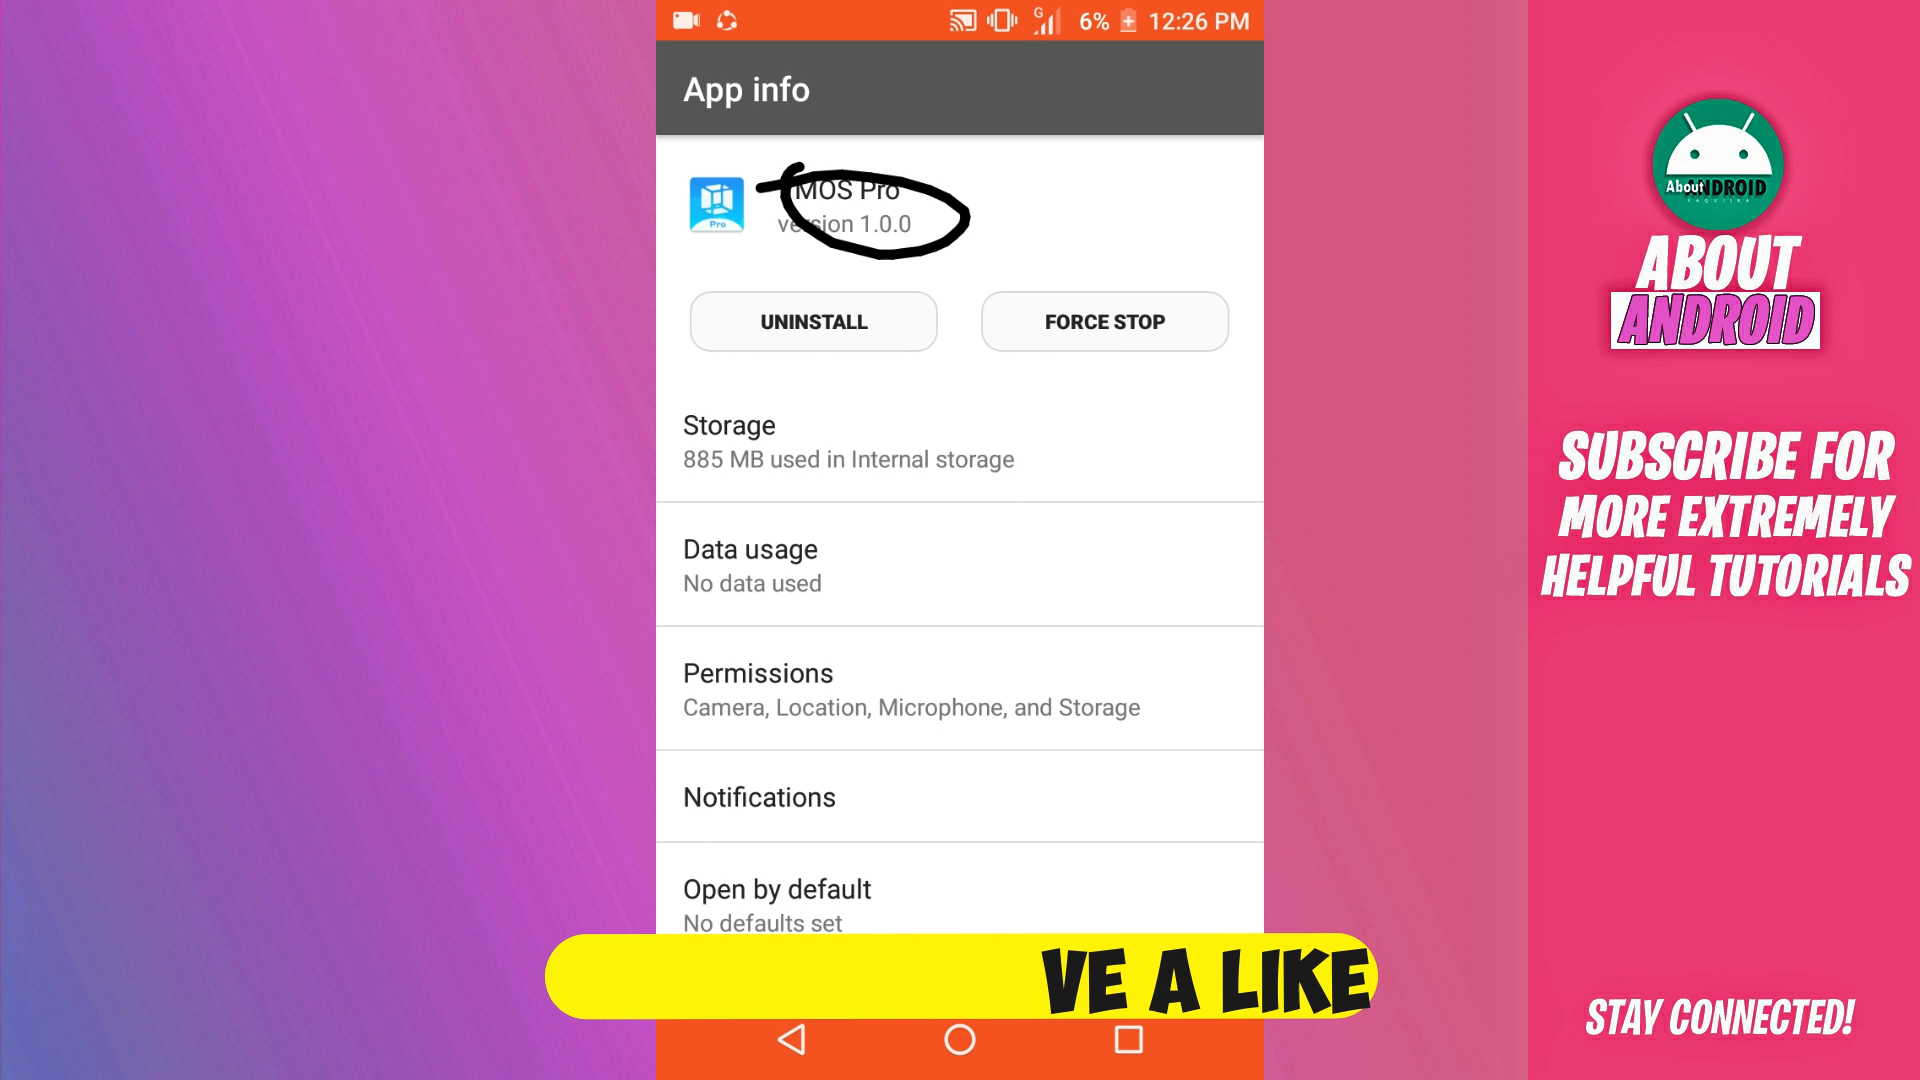 G
6%
12:26 PM
App info
MOS Pro
version 1.0.0
Pro
UNINSTALL
FORCE STOP
Storage
885 MB used in Internal storage
Data usage
No data used
Permissions
Camera, Location, Microphone, and Storage
Notifications
Open by default
No defaults set
VE A LIKE
About ANDROID
ABOUT
ANDROID
SUBSCRIBE FOR
MORE EXTREMELY
HELPFUL TUTORIALS
STAY CONNECTED!